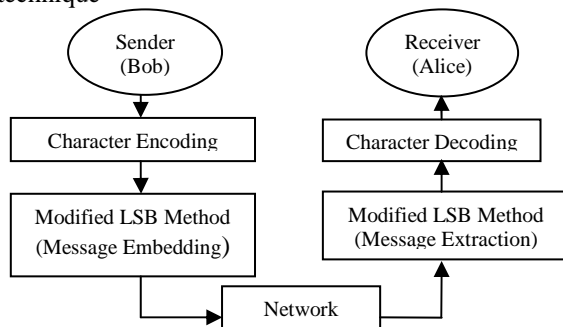 technique
Sender
(Bob)
Receiver
(Alice)
Character Encoding
Character Decoding
Modified LSB Method
(Message Embedding)
Modified LSB Method
(Message Extraction)
Network